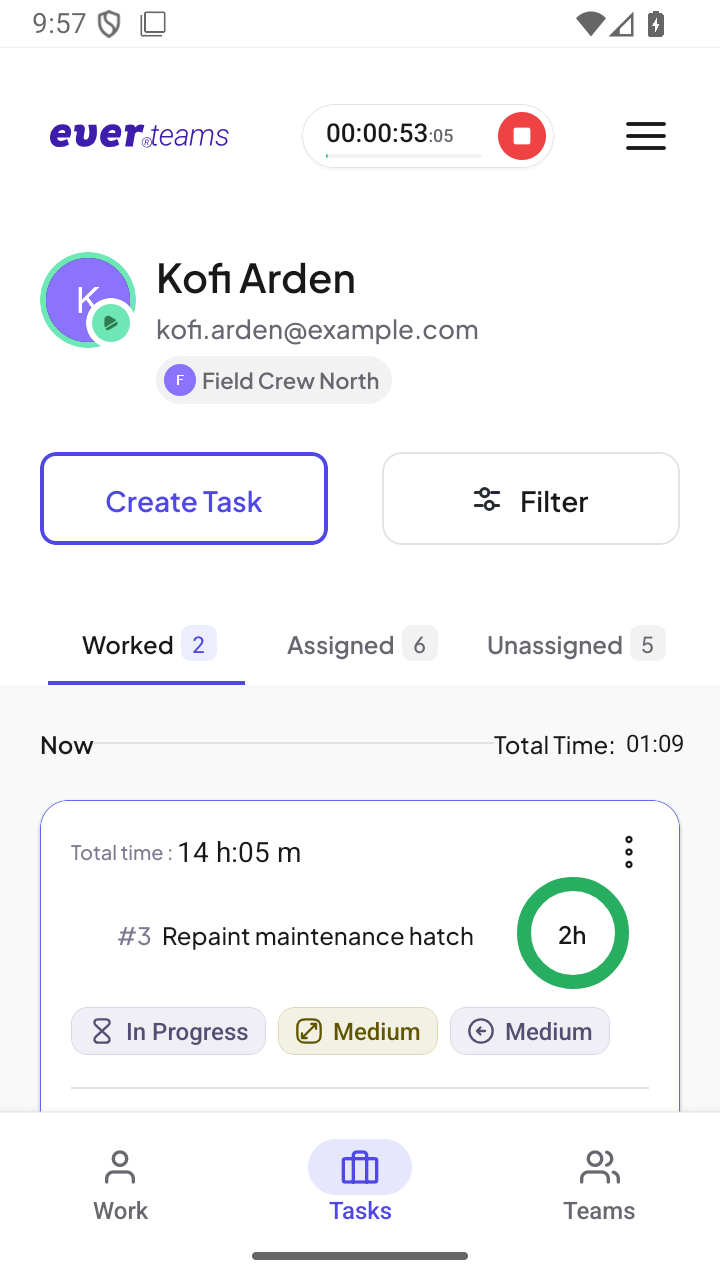 9:57
ever® teams
00:00:53:05
K
Kofi Arden
kofi.arden@example.com
F Field Crew North
Create Task
Filter
Worked 2
Assigned 6
Unassigned 5
Now
Total Time: 01:09
Total time : 14 h:05 m
#3 Repaint maintenance hatch
2h
In Progress
Medium
Medium
Work
Tasks
Teams